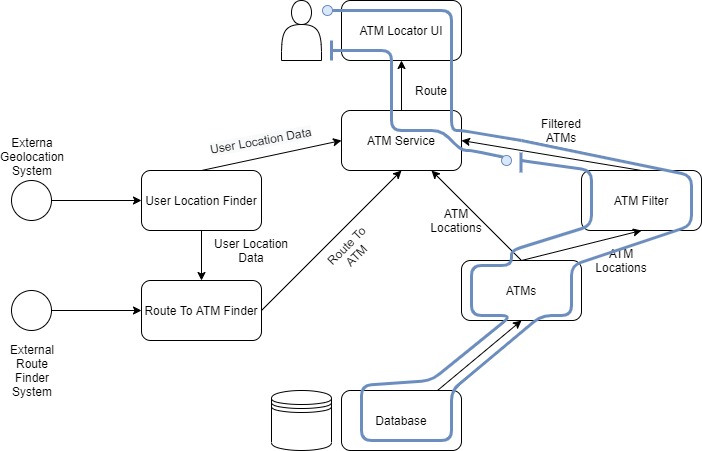 ATM Locator UI
Route
Filtered
ATMs
User Location Data
ATM Service
Externa
Geolocation
System
User Location Finder
ATM
Locations
ATM Filter
User Location
Data
Route To
ATM
ATM
Locations
ATMs
Route To ATM Finder
External
Route
Finder
System
Database